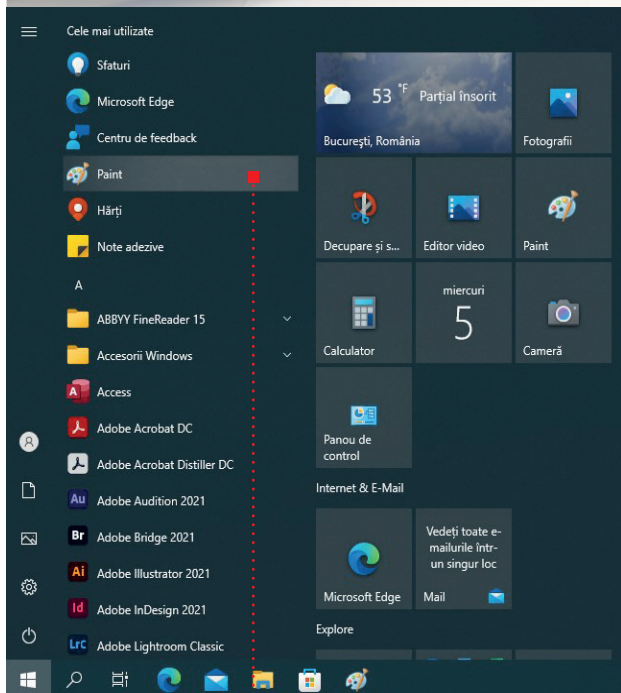 Cele mai utilizate
Sfaturi
Microsoft Edge
Centru de feedback
Paint
Hărți
Note adezive
A
ABBYY FineReader 15
Accesorii Windows
Access
Adobe Acrobat DC
Adobe Acrobat Distiller DC
Au Adobe Audition 2021
Br Adobe Bridge 2021
Ai Adobe Illustrator 2021
Id Adobe InDesign 2021
LrC Adobe Lightroom Classic
53 °F Parțial însorit
București, România
Fotografii
Decupare și s...
Editor video
Paint
Calculator
miercuri
5
Cameră
Panou de
control
Internet & E-Mail
Microsoft Edge
Vedeți toate e-
mailurile într-
un singur loc
Mail
Explore